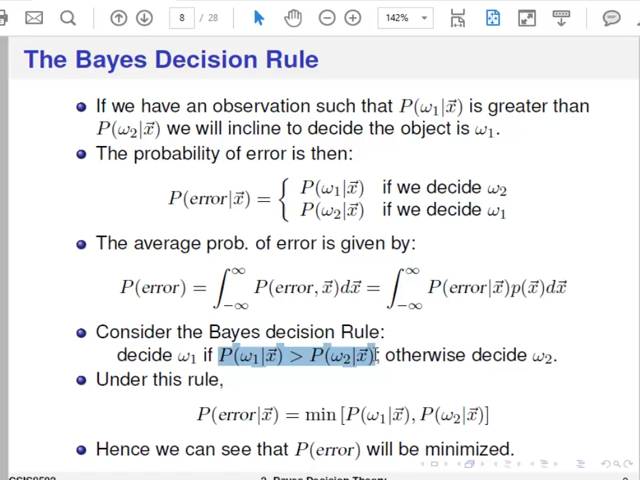 8 / 28
142%
The Bayes Decision Rule
If we have an observation such that P(ω₁|x⃗) is greater than
P(ω₂|x⃗) we will incline to decide the object is ω₁.
The probability of error is then:
P(error|x⃗) = { P(ω₁|x⃗) if we decide ω₂
P(ω₂|x⃗) if we decide ω₁
The average prob. of error is given by:
P(error) = ∫_{-∞}^{∞} P(error, x⃗)dx⃗ = ∫_{-∞}^{∞} P(error|x⃗)p(x⃗)dx⃗
Consider the Bayes decision Rule:
decide ω₁ if P(ω₁|x⃗) > P(ω₂|x⃗); otherwise decide ω₂.
Under this rule,
P(error|x⃗) = min [P(ω₁|x⃗), P(ω₂|x⃗)]
Hence we can see that P(error) will be minimized.